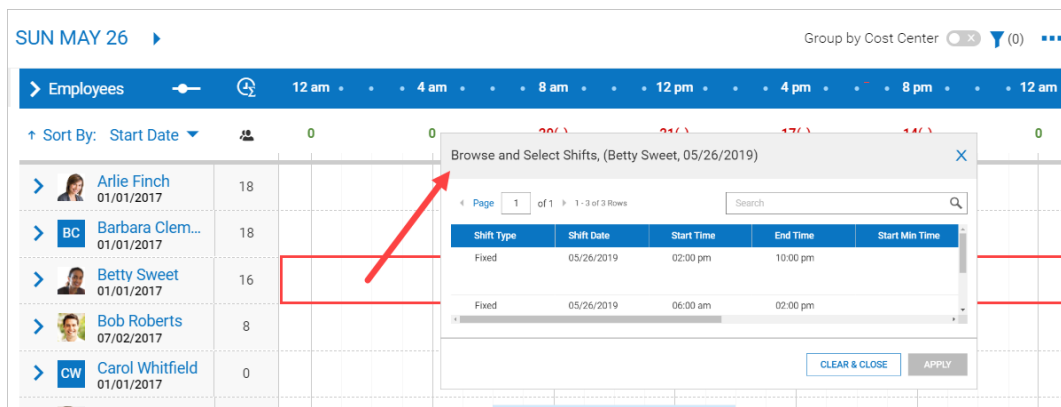 SUN MAY 26
Group by Cost Center (0)
Employees 12 am 4 am 8 am 12 pm 4 pm 8 pm 12 am
Sort By: Start Date 0 0 0
Browse and Select Shifts, (Betty Sweet, 05/26/2019) X
Page 1 of 1 1 - 3 of 3 Rows Search
Shift Type Shift Date Start Time End Time Start Min Time
Fixed 05/26/2019 02:00 pm 10:00 pm
Fixed 05/26/2019 06:00 am 02:00 pm
CLEAR & CLOSE APPLY
Arlie Finch 18
01/01/2017
BC Barbara Clem... 18
01/01/2017
Betty Sweet 16
01/01/2017
Bob Roberts 8
07/02/2017
CW Carol Whitfield 0
01/01/2017